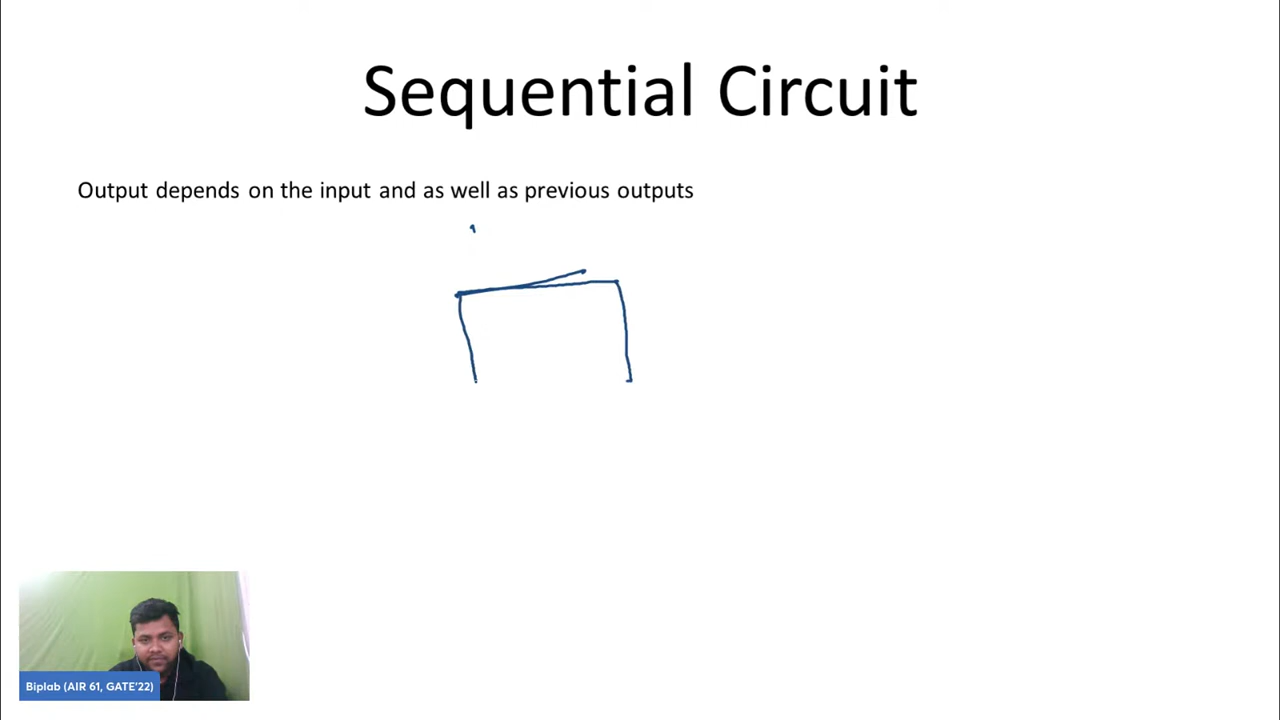 Sequential Circuit
Output depends on the input and as well as previous outputs
Biplab (AIR 61, GATE'22)